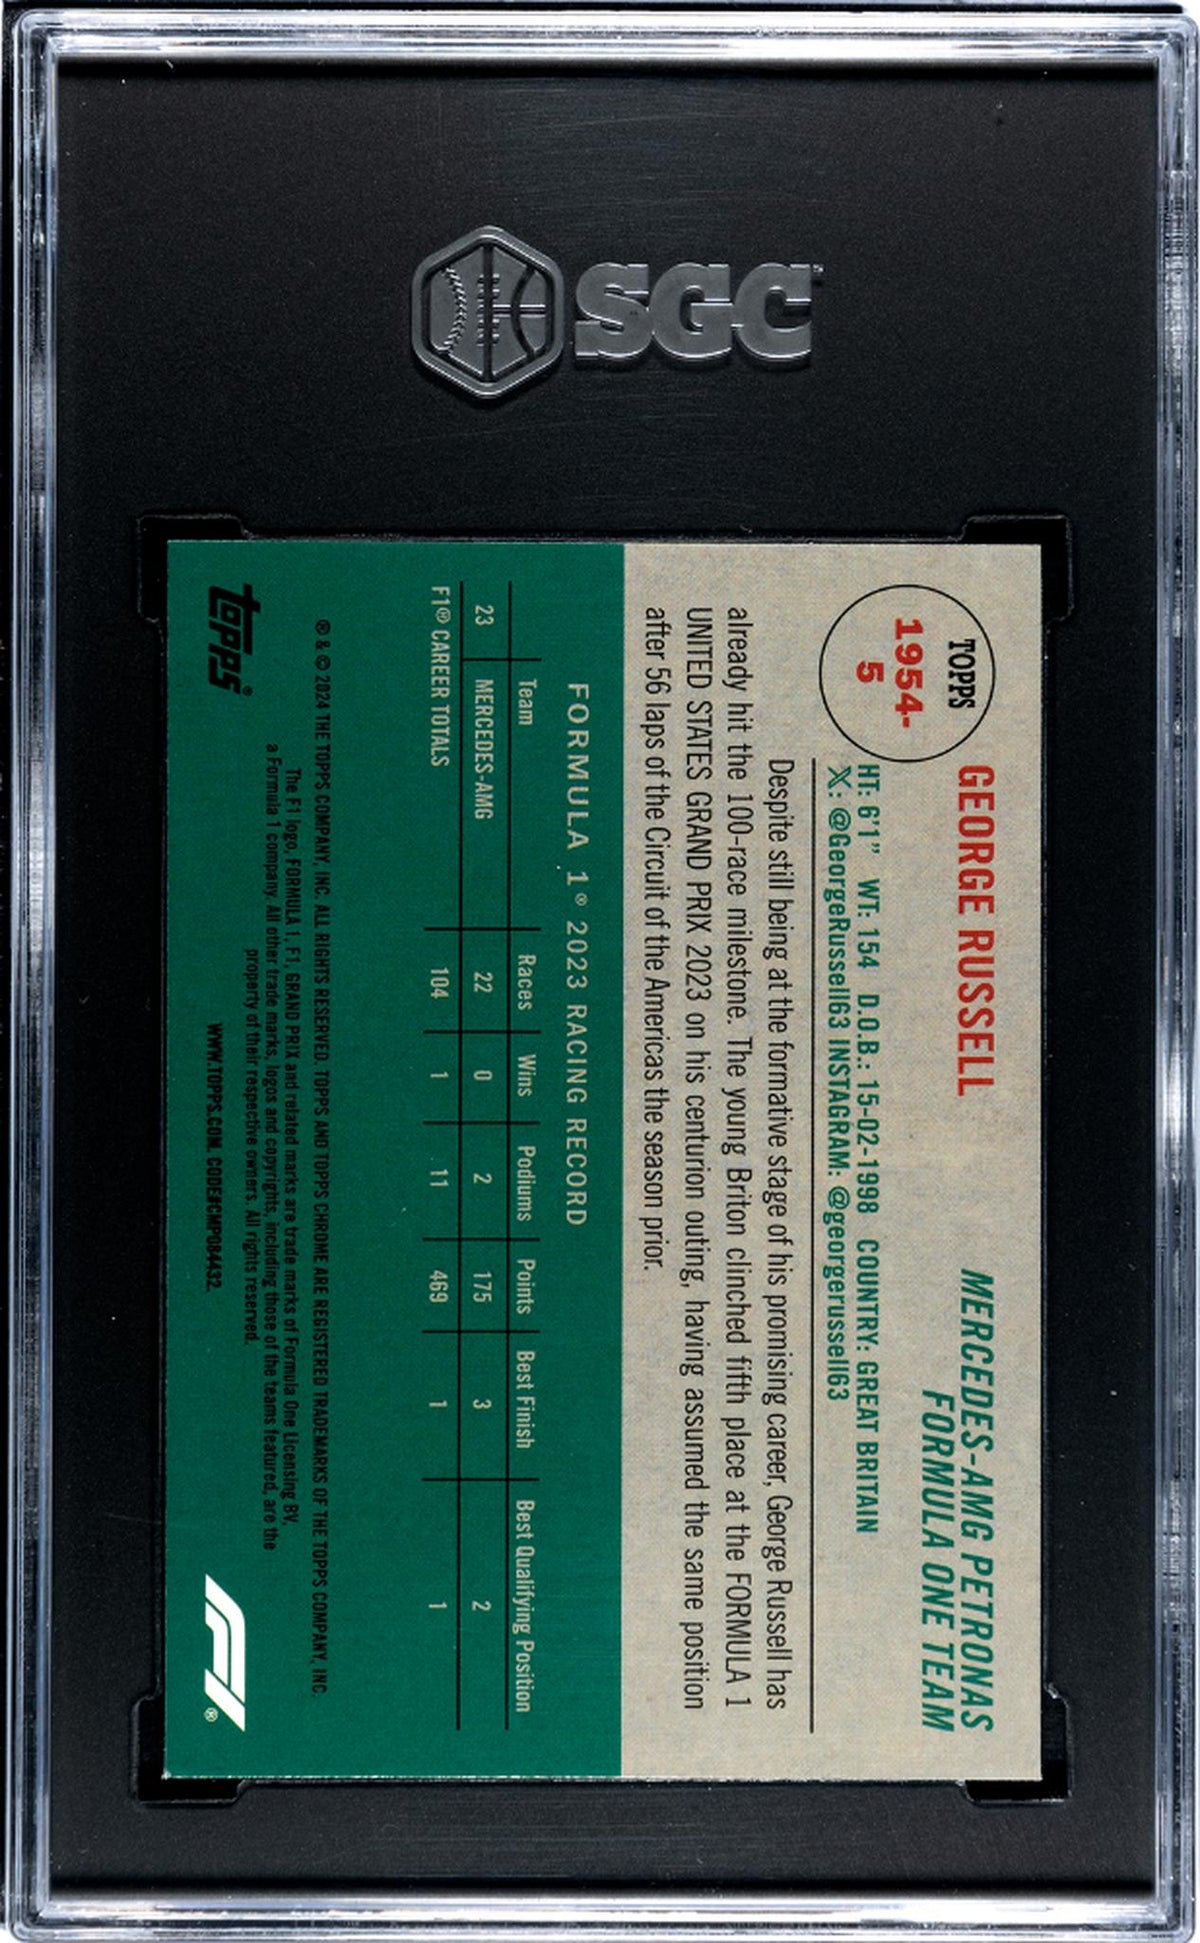 SGC
TOPPS
1954-
5
GEORGE RUSSELL
MERCEDES-AMG PETRONAS
FORMULA ONE TEAM
HT: 6'1" WT: 154 D.O.B.: 15-02-1998 COUNTRY: GREAT BRITAIN
X: @GeorgeRussell63 INSTAGRAM: @georgerussell63
Despite still being at the formative stage of his promising career, George Russell has
already hit the 100-race milestone. The young Briton clinched fifth place at the FORMULA 1
UNITED STATES GRAND PRIX 2023 on his centurion outing, having assumed the same position
after 56 laps of the Circuit of the Americas the season prior.
FORMULA 1® 2023 RACING RECORD
Team Races Wins Podiums Points Best Finish Best Qualifying Position
23 MERCEDES-AMG 22 0 2 175 3 2
F1® CAREER TOTALS 104 1 11 469 1 1
® & © 2024 THE TOPPS COMPANY, INC. ALL RIGHTS RESERVED. TOPPS AND TOPPS CHROME ARE REGISTERED TRADEMARKS OF THE TOPPS COMPANY, INC.
The F1 logo, FORMULA 1, F1, GRAND PRIX and related marks are trade marks of Formula One Licensing BV,
a Formula 1 company. All other trade marks, logos and copyrights, including those of the teams featured, are the
property of their respective owners. All rights reserved.
WWW.TOPPS.COM. CODE#CMP084432.
topps®
F1®